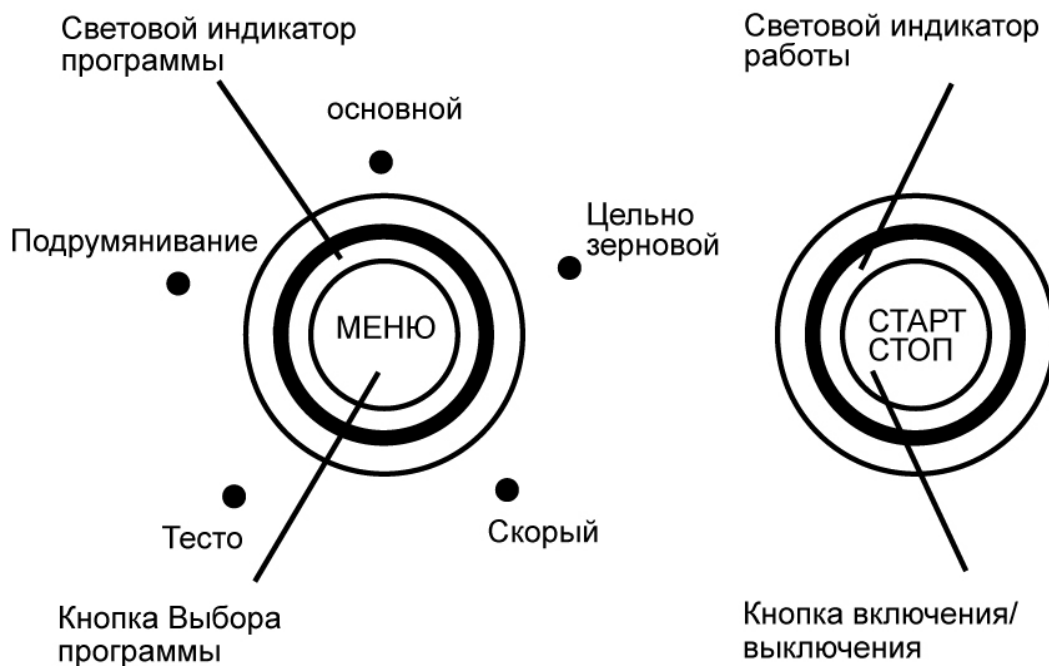 Световой индикатор
программы
Световой индикатор
работы
основной
Цельно
зерновой
Подрумянивание
МЕНЮ
СТАРТ
СТОП
Тесто
Скорый
Кнопка Выбора
программы
Кнопка включения/
выключения